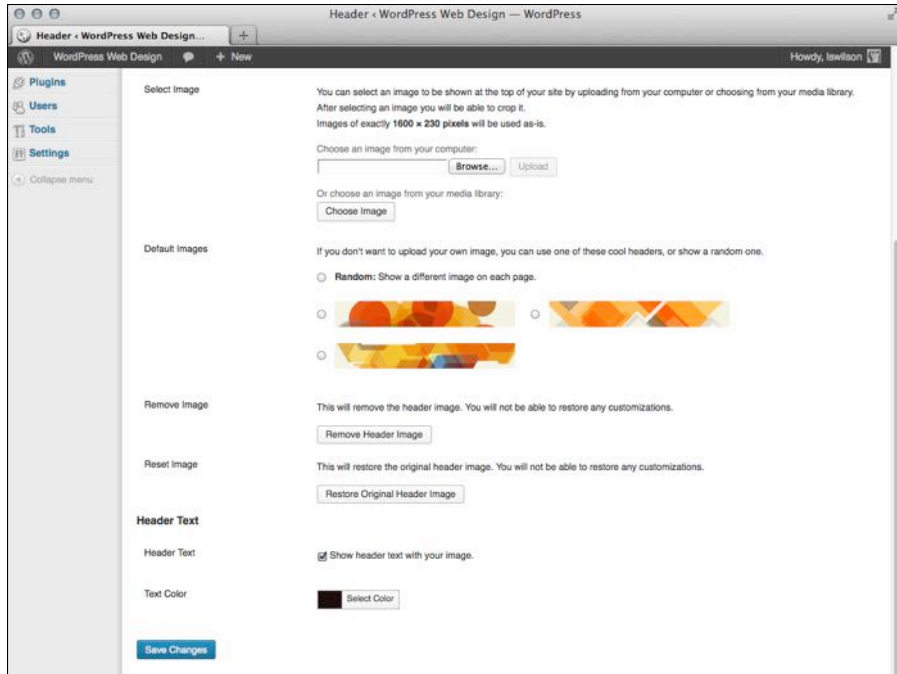 Header ‹ WordPress Web Design — WordPress
Header ‹ WordPress Web Design...
WordPress Web Design
+ New
Howdy, lswilson
Plugins
Users
Tools
Settings
Collapse menu
Select Image
You can select an image to be shown at the top of your site by uploading from your computer or choosing from your media library.
After selecting an image you will be able to crop it.
Images of exactly 1600 × 230 pixels will be used as-is.
Choose an image from your computer:
Browse...
Upload
Or choose an image from your media library:
Choose Image
Default Images
If you don't want to upload your own image, you can use one of these cool headers, or show a random one.
Random: Show a different image on each page.
Remove Image
This will remove the header image. You will not be able to restore any customizations.
Remove Header Image
Reset Image
This will restore the original header image. You will not be able to restore any customizations.
Restore Original Header Image
Header Text
Header Text
Show header text with your image.
Text Color
Select Color
Save Changes